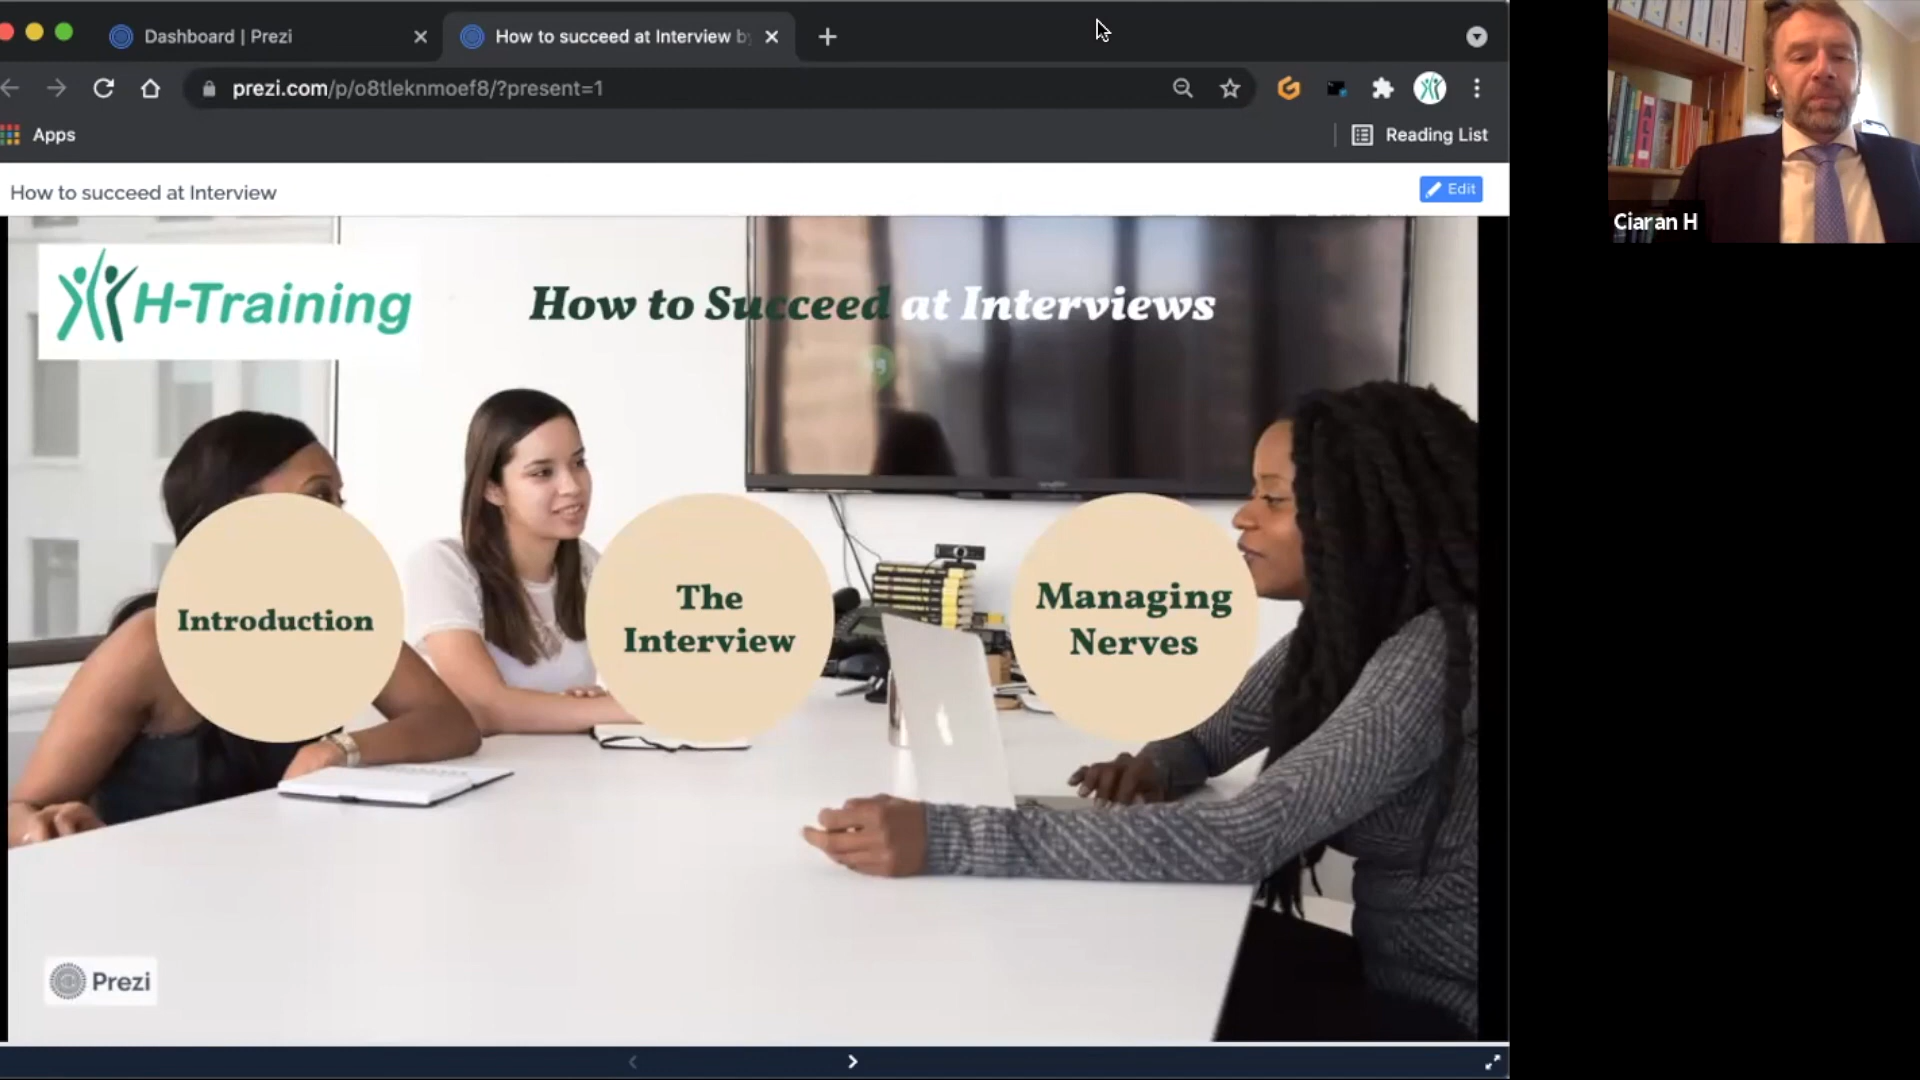 Dashboard | Prezi
How to succeed at Interview by
prezi.com/p/o8tleknmoef8/?present=1
Apps
Reading List
How to succeed at Interview
Edit
H-Training
How to Succeed at Interviews
Introduction
The
Interview
Managing
Nerves
Prezi
Ciaran H